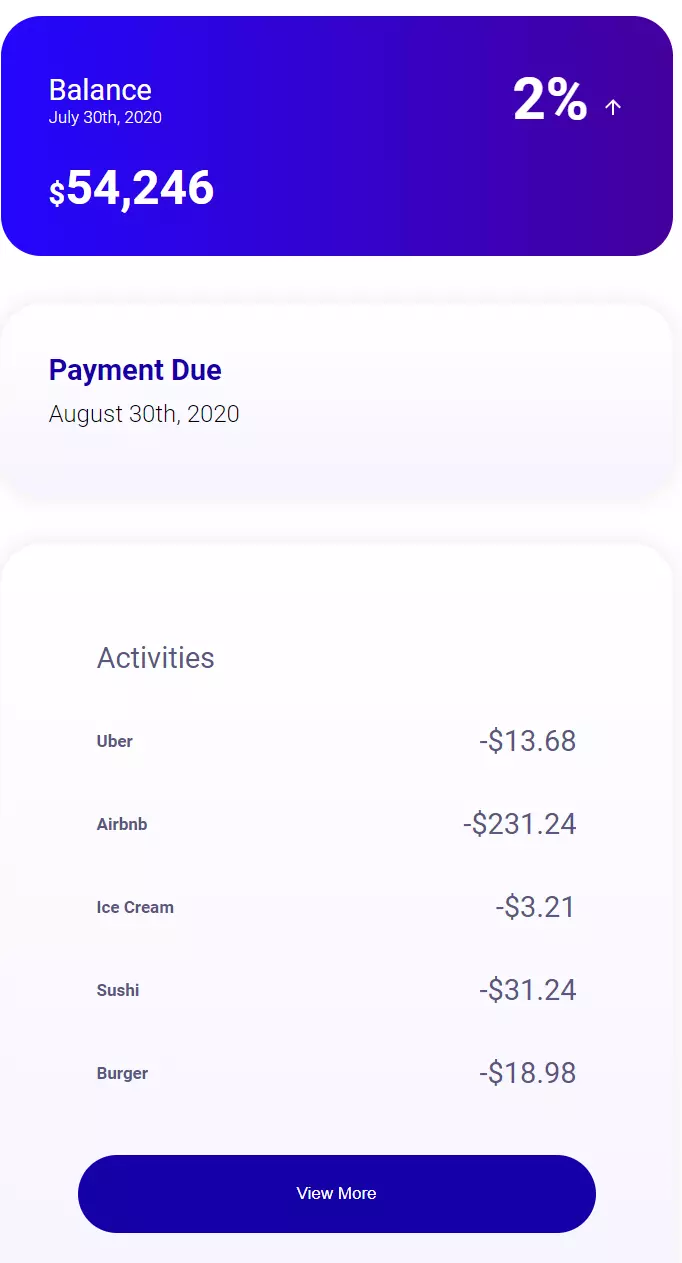 Balance
July 30th, 2020
2% ↑
$54,246
Payment Due
August 30th, 2020
Activities
Uber -$13.68
Airbnb -$231.24
Ice Cream -$3.21
Sushi -$31.24
Burger -$18.98
View More